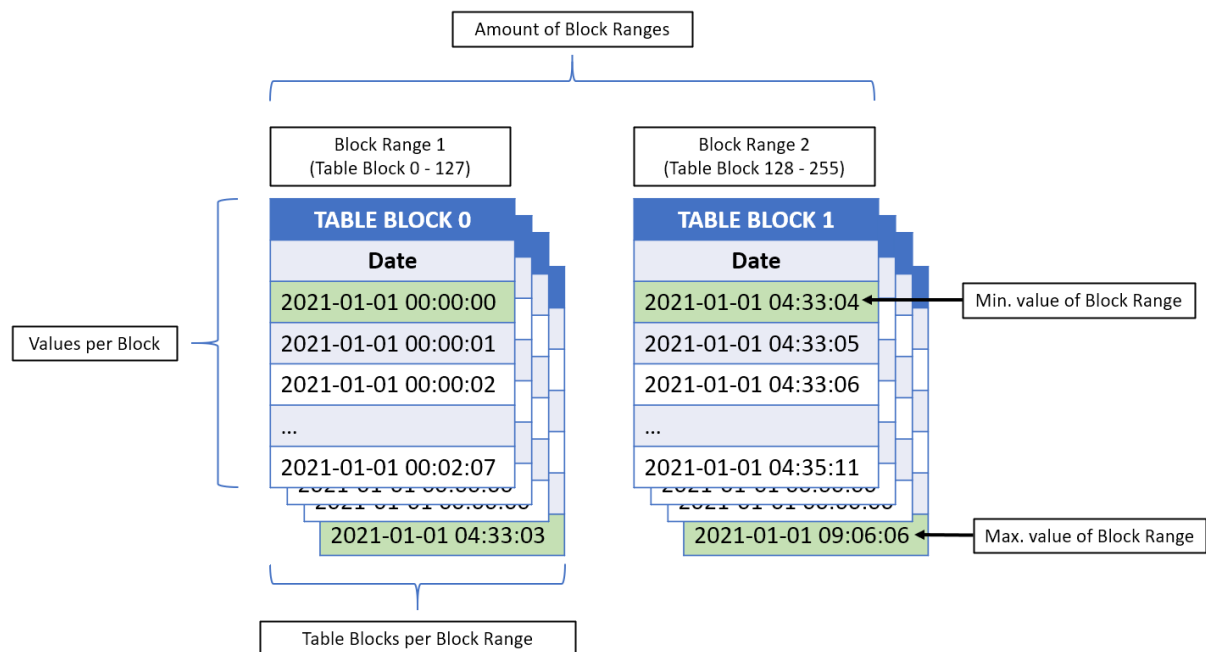 Amount of Block Ranges
Block Range 1
(Table Block 0 - 127)
Block Range 2
(Table Block 128 - 255)
TABLE BLOCK 0
Date
2021-01-01 00:00:00
2021-01-01 00:00:01
2021-01-01 00:00:02
...
2021-01-01 00:02:07
2021-01-01 04:33:03
TABLE BLOCK 1
Date
2021-01-01 04:33:04
2021-01-01 04:33:05
2021-01-01 04:33:06
...
2021-01-01 04:35:11
2021-01-01 09:06:06
Min. value of Block Range
Values per Block
Max. value of Block Range
Table Blocks per Block Range